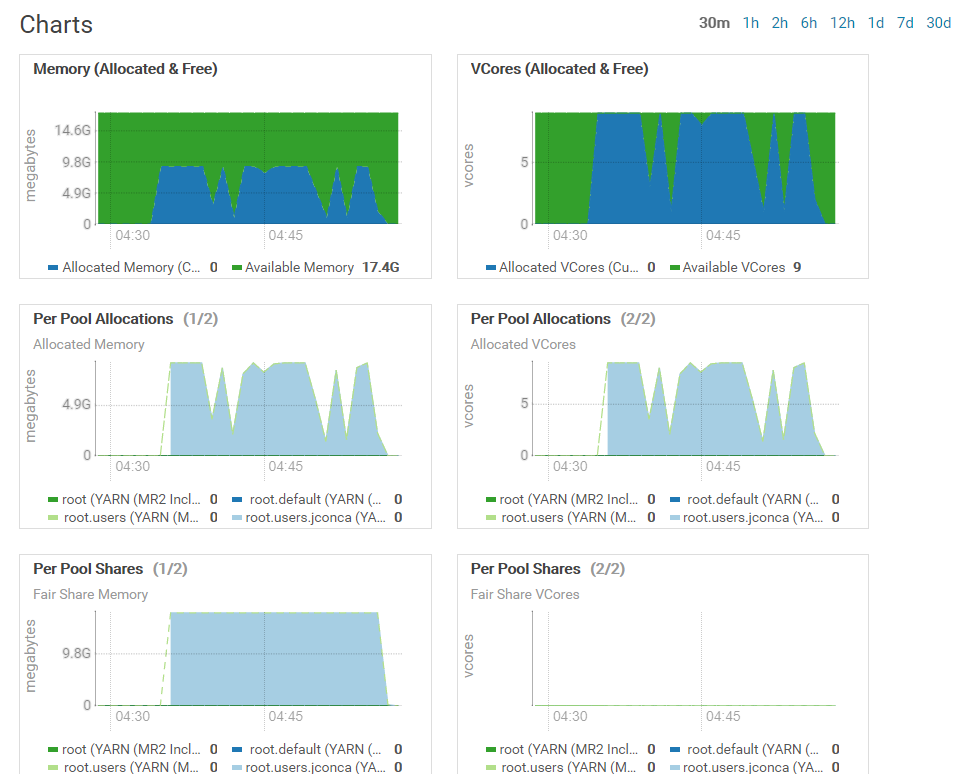 Charts
30m 1h 2h 6h 12h 1d 7d 30d
Memory (Allocated & Free)
megabytes
14.6G
9.8G
4.9G
0
04:30 04:45
Allocated Memory (C... 0 Available Memory 17.4G
VCores (Allocated & Free)
vcores
5
0
04:30 04:45
Allocated VCores (Cu... 0 Available VCores 9
Per Pool Allocations (1/2)
Allocated Memory
megabytes
4.9G
0
04:30 04:45
root (YARN (MR2 Incl... 0 root.default (YARN (... 0
root.users (YARN (M... 0 root.users.jconca (YA... 0
Per Pool Allocations (2/2)
Allocated VCores
vcores
5
0
04:30 04:45
root (YARN (MR2 Incl... 0 root.default (YARN (... 0
root.users (YARN (M... 0 root.users.jconca (YA... 0
Per Pool Shares (1/2)
Fair Share Memory
megabytes
9.8G
0
04:30 04:45
root (YARN (MR2 Incl... 0 root.default (YARN (... 0
root.users (YARN (M... 0 root.users.jconca (YA... 0
Per Pool Shares (2/2)
Fair Share VCores
vcores
04:30 04:45
root (YARN (MR2 Incl... 0 root.default (YARN (... 0
root.users (YARN (M... 0 root.users.jconca (YA... 0